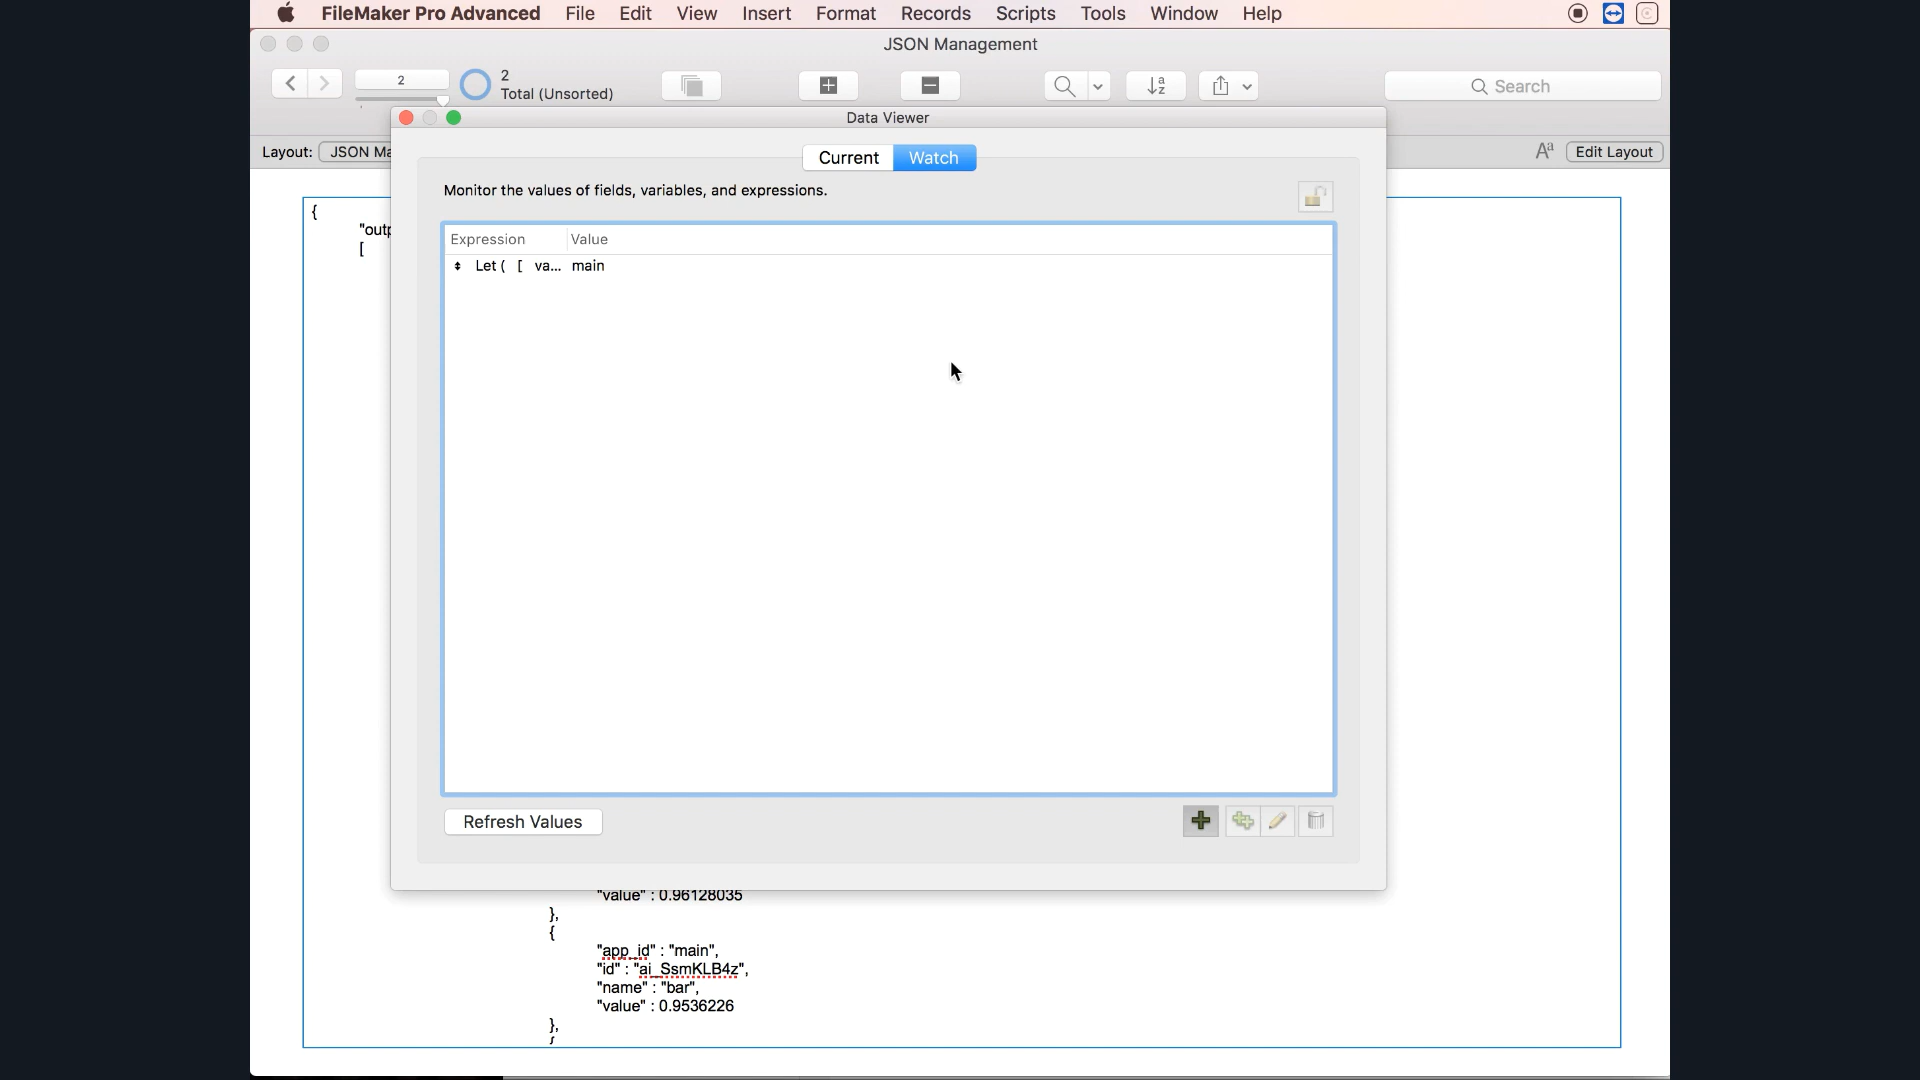 FileMaker Pro Advanced File Edit View Insert Format Records Scripts Tools Window Help
JSON Management
2
2
Total (Unsorted)
Search
Data Viewer
Layout: JSON Ma
Aa Edit Layout
Current Watch
Monitor the values of fields, variables, and expressions.
{
"outp
[
Expression Value
Let ( [ va... main
Refresh Values
"value" : 0.96128035
},
{
"app_id" : "main",
"id" : "ai_SsmKLB4z",
"name" : "bar",
"value" : 0.9536226
},
{